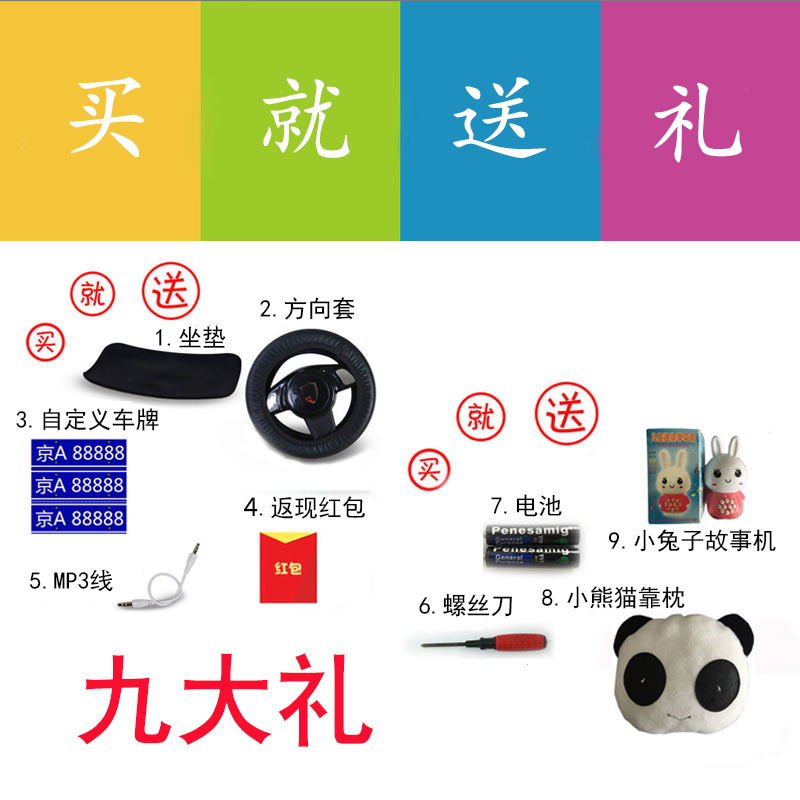 买就送礼
买就送
1.坐垫
2.方向套
3.自定义车牌
京A 88888
京A 88888
京A 88888
4.返现红包
红包
5.MP3线
九大礼
买就送
7.电池
Penesamig
General
Penesamig
General
9.小兔子故事机
6.螺丝刀
8.小熊猫靠枕